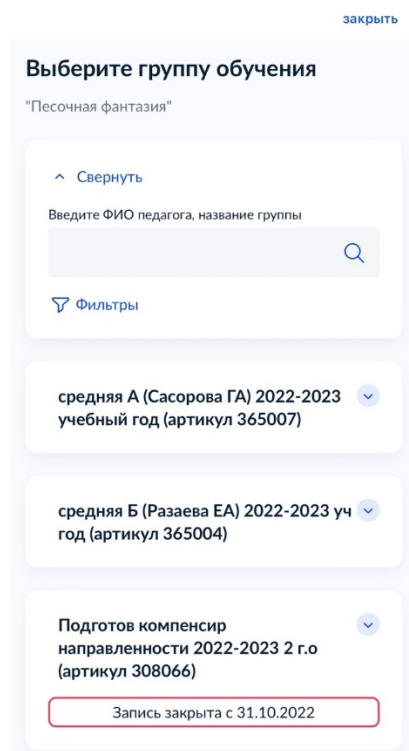 закрыть
Выберите группу обучения
"Песочная фантазия"
Свернуть
Введите ФИО педагога, название группы
Фильтры
средняя А (Сасорова ГА) 2022-2023
учебный год (артикул 365007)
средняя Б (Разаева ЕА) 2022-2023 уч
год (артикул 365004)
Подготов компенсир
направленности 2022-2023 2 г.о
(артикул 308066)
Запись закрыта с 31.10.2022